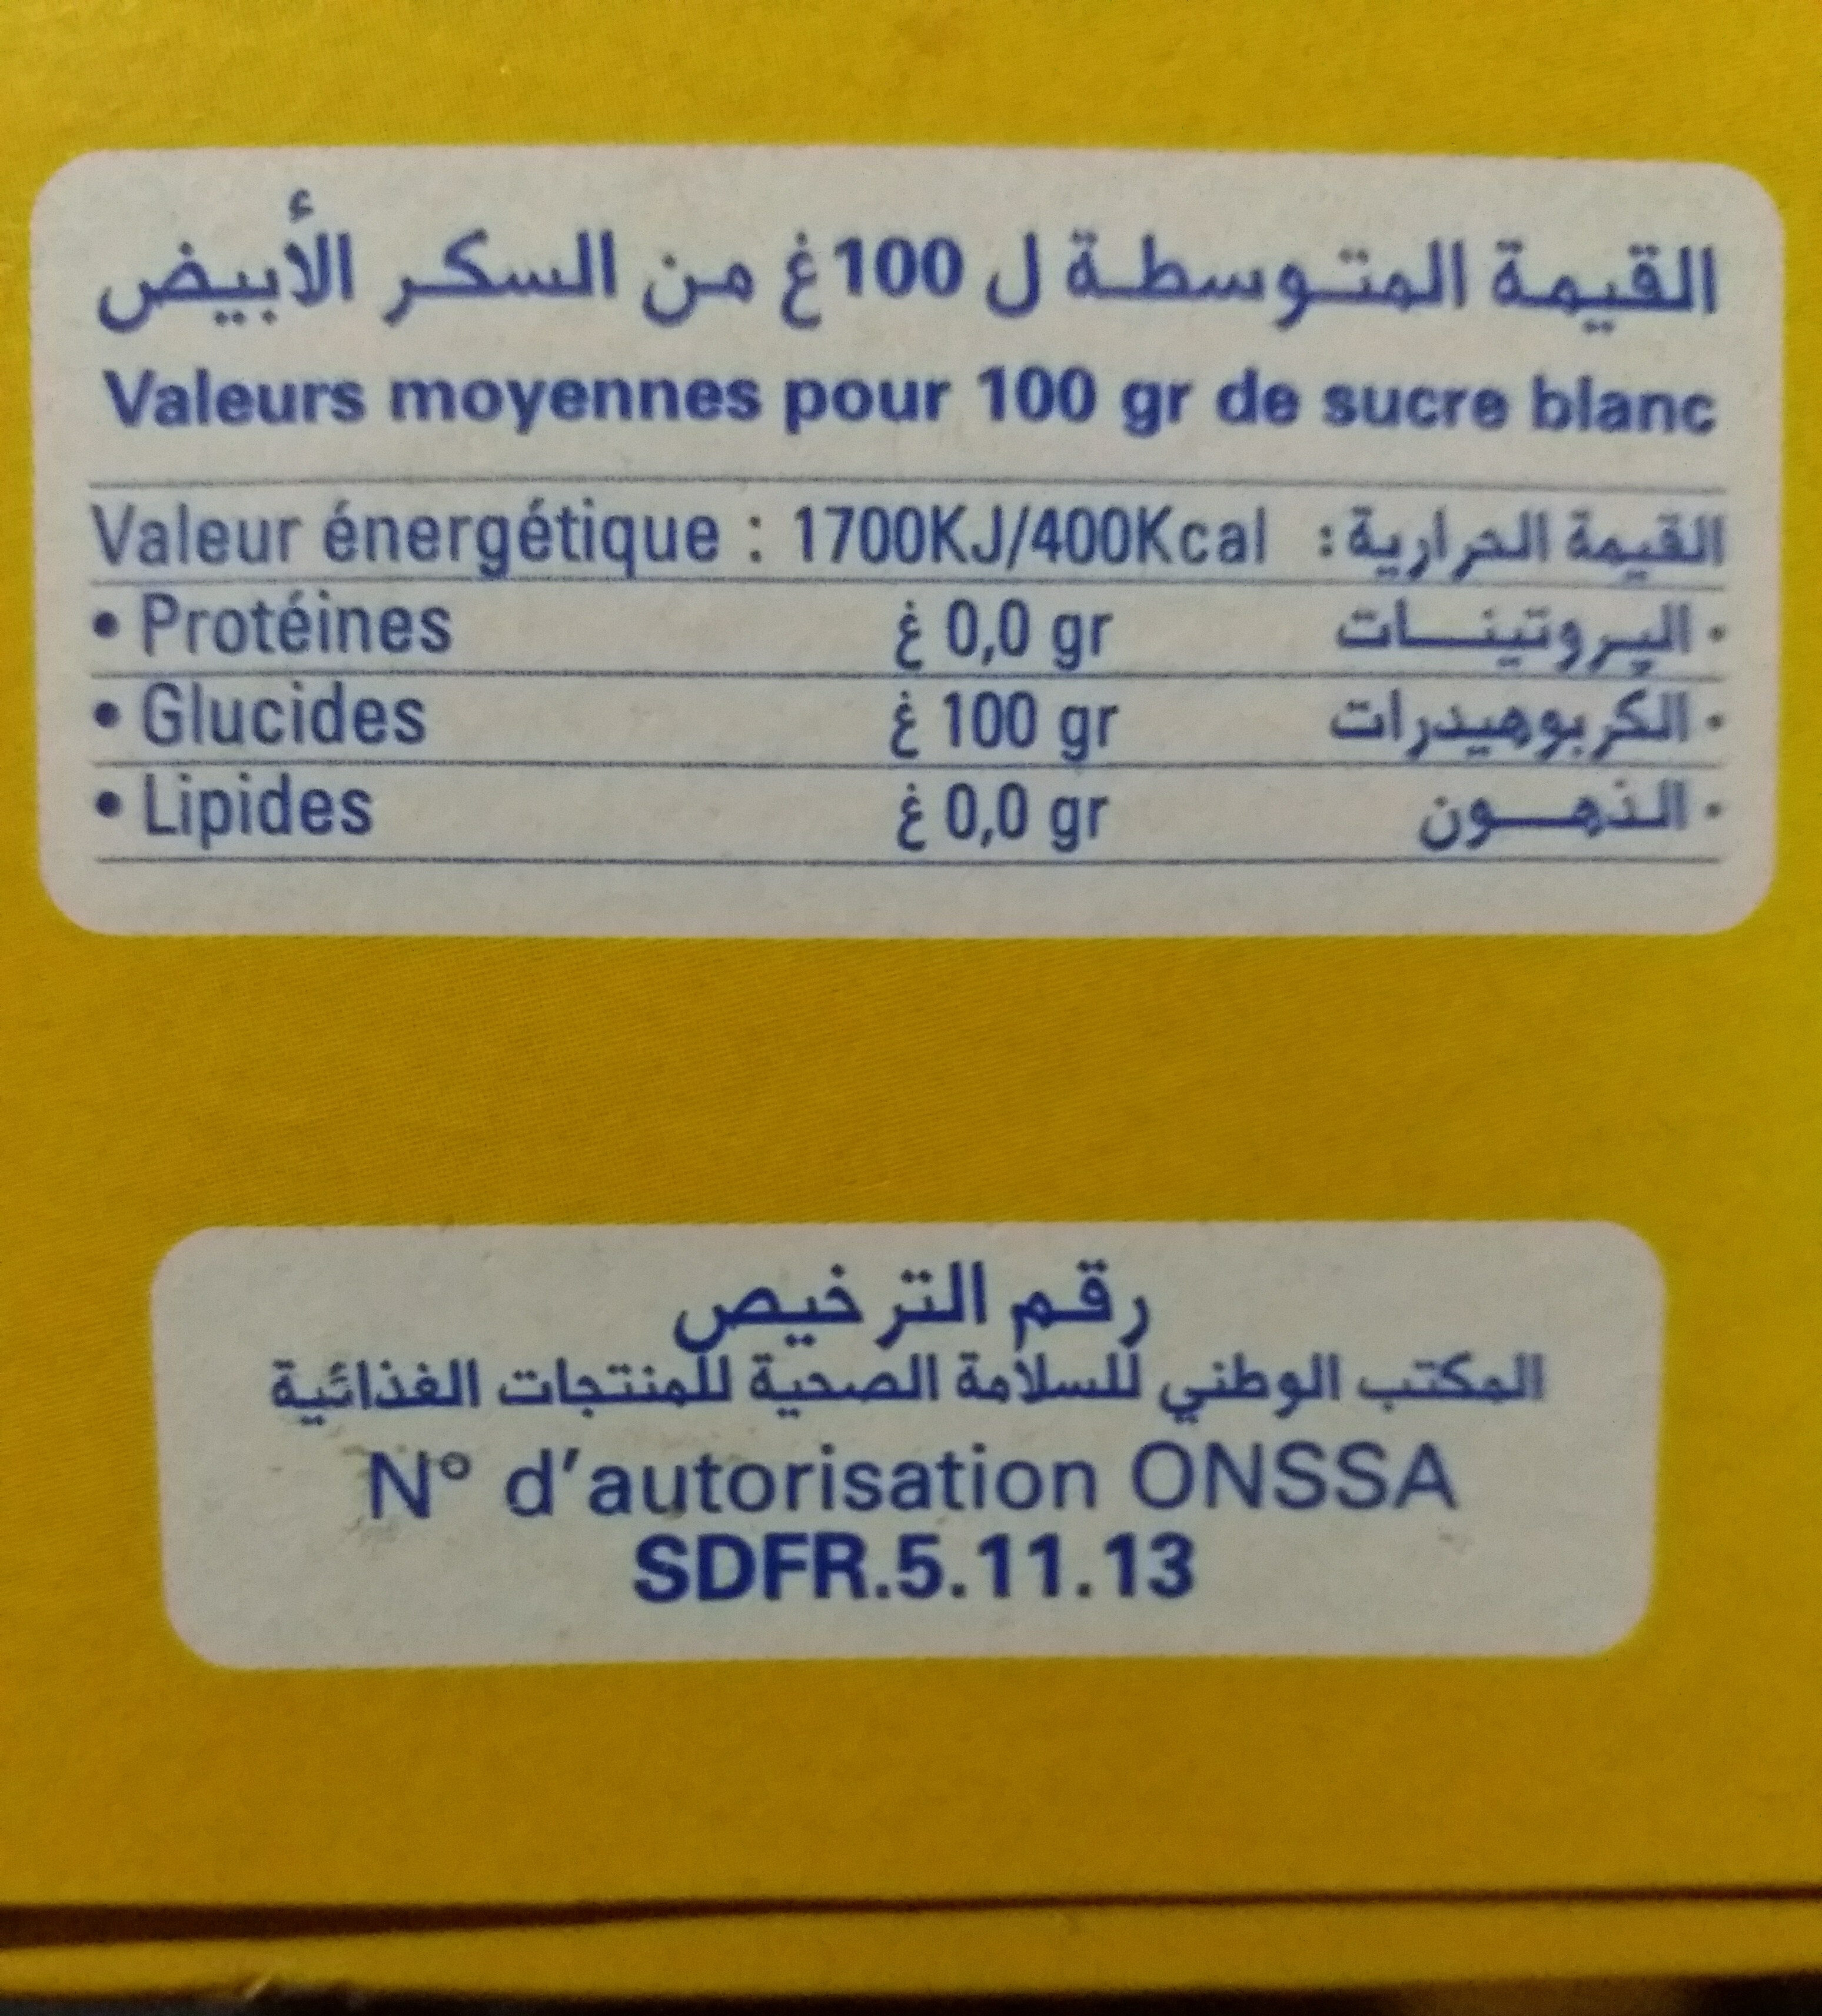 القيمة المتوسطة ل 100غ من السكر الأبيض
Valeurs moyennes pour 100 gr de sucre blanc
Valeur énergétique : 1700KJ/400Kcal القيمة الحرارية:
• Protéines غ 0,0 gr البروتينات •
• Glucides غ 100 gr الكربوهيدرات •
• Lipides غ 0,0 gr الذهون •
رقم الترخيص
المكتب الوطني للسلامة الصحية للمنتجات الغذائية
N° d'autorisation ONSSA
SDFR.5.11.13